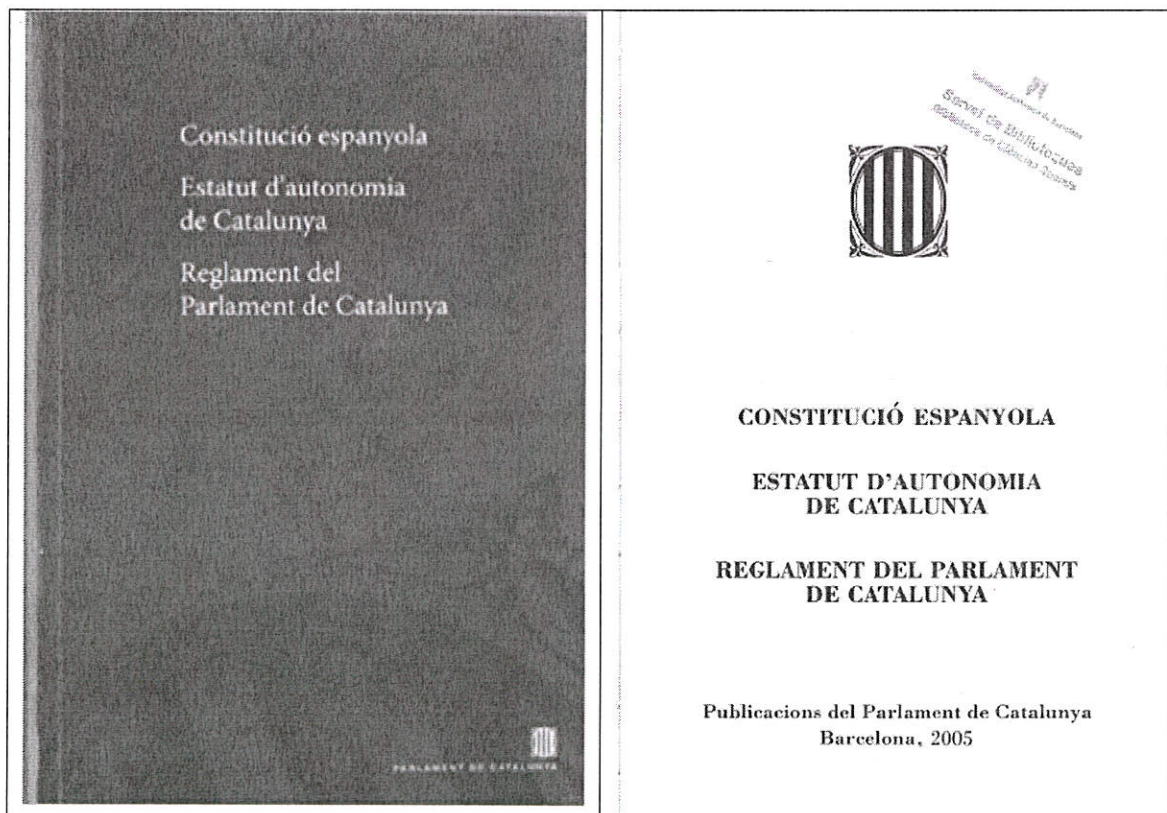 Constitució espanyola
Estatut d'autonomia
de Catalunya
Reglament del
Parlament de Catalunya
PARLAMENT DE CATALUNYA
Servei de Biblioteques
CONSTITUCIÓ ESPANYOLA
ESTATUT D'AUTONOMIA
DE CATALUNYA
REGLAMENT DEL PARLAMENT
DE CATALUNYA
Publicacions del Parlament de Catalunya
Barcelona, 2005